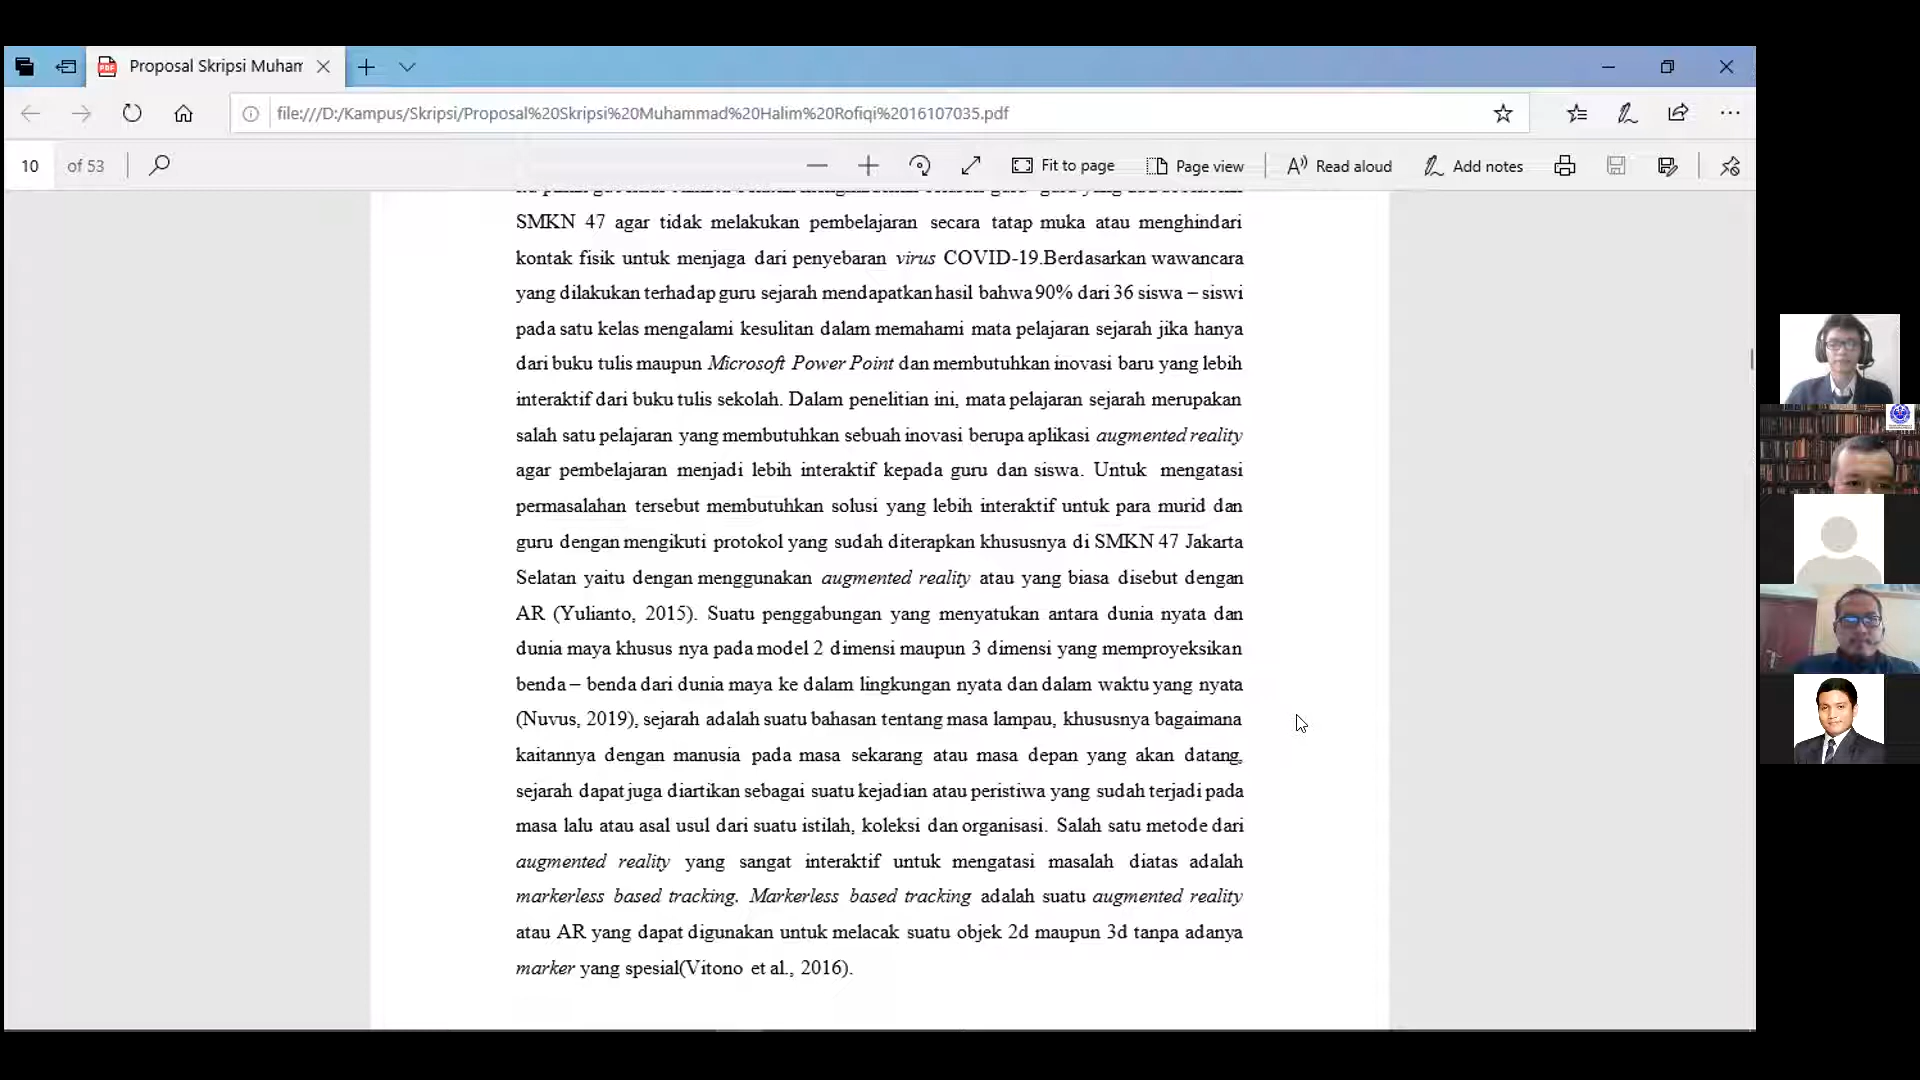 Proposal Skripsi Muham
file:///D:/Kampus/Skripsi/Proposal%20Skripsi%20Muhammad%20Halim%20Rofiqi%2016107035.pdf
10 of 53 Fit to page Page view Read aloud Add notes
SMKN 47 agar tidak melakukan pembelajaran secara tatap muka atau menghindari
kontak fisik untuk menjaga dari penyebaran virus COVID-19.Berdasarkan wawancara
yang dilakukan terhadap guru sejarah mendapatkan hasil bahwa 90% dari 36 siswa – siswi
pada satu kelas mengalami kesulitan dalam memahami mata pelajaran sejarah jika hanya
dari buku tulis maupun Microsoft Power Point dan membutuhkan inovasi baru yang lebih
interaktif dari buku tulis sekolah. Dalam penelitian ini, mata pelajaran sejarah merupakan
salah satu pelajaran yang membutuhkan sebuah inovasi berupa aplikasi augmented reality
agar pembelajaran menjadi lebih interaktif kepada guru dan siswa. Untuk mengatasi
permasalahan tersebut membutuhkan solusi yang lebih interaktif untuk para murid dan
guru dengan mengikuti protokol yang sudah diterapkan khususnya di SMKN 47 Jakarta
Selatan yaitu dengan menggunakan augmented reality atau yang biasa disebut dengan
AR (Yulianto, 2015). Suatu penggabungan yang menyatukan antara dunia nyata dan
dunia maya khusus nya pada model 2 dimensi maupun 3 dimensi yang memproyeksikan
benda – benda dari dunia maya ke dalam lingkungan nyata dan dalam waktu yang nyata
(Nuvus, 2019), sejarah adalah suatu bahasan tentang masa lampau, khususnya bagaimana
kaitannya dengan manusia pada masa sekarang atau masa depan yang akan datang,
sejarah dapat juga diartikan sebagai suatu kejadian atau peristiwa yang sudah terjadi pada
masa lalu atau asal usul dari suatu istilah, koleksi dan organisasi. Salah satu metode dari
augmented reality yang sangat interaktif untuk mengatasi masalah diatas adalah
markerless based tracking. Markerless based tracking adalah suatu augmented reality
atau AR yang dapat digunakan untuk melacak suatu objek 2d maupun 3d tanpa adanya
marker yang spesial(Vitono et al., 2016).